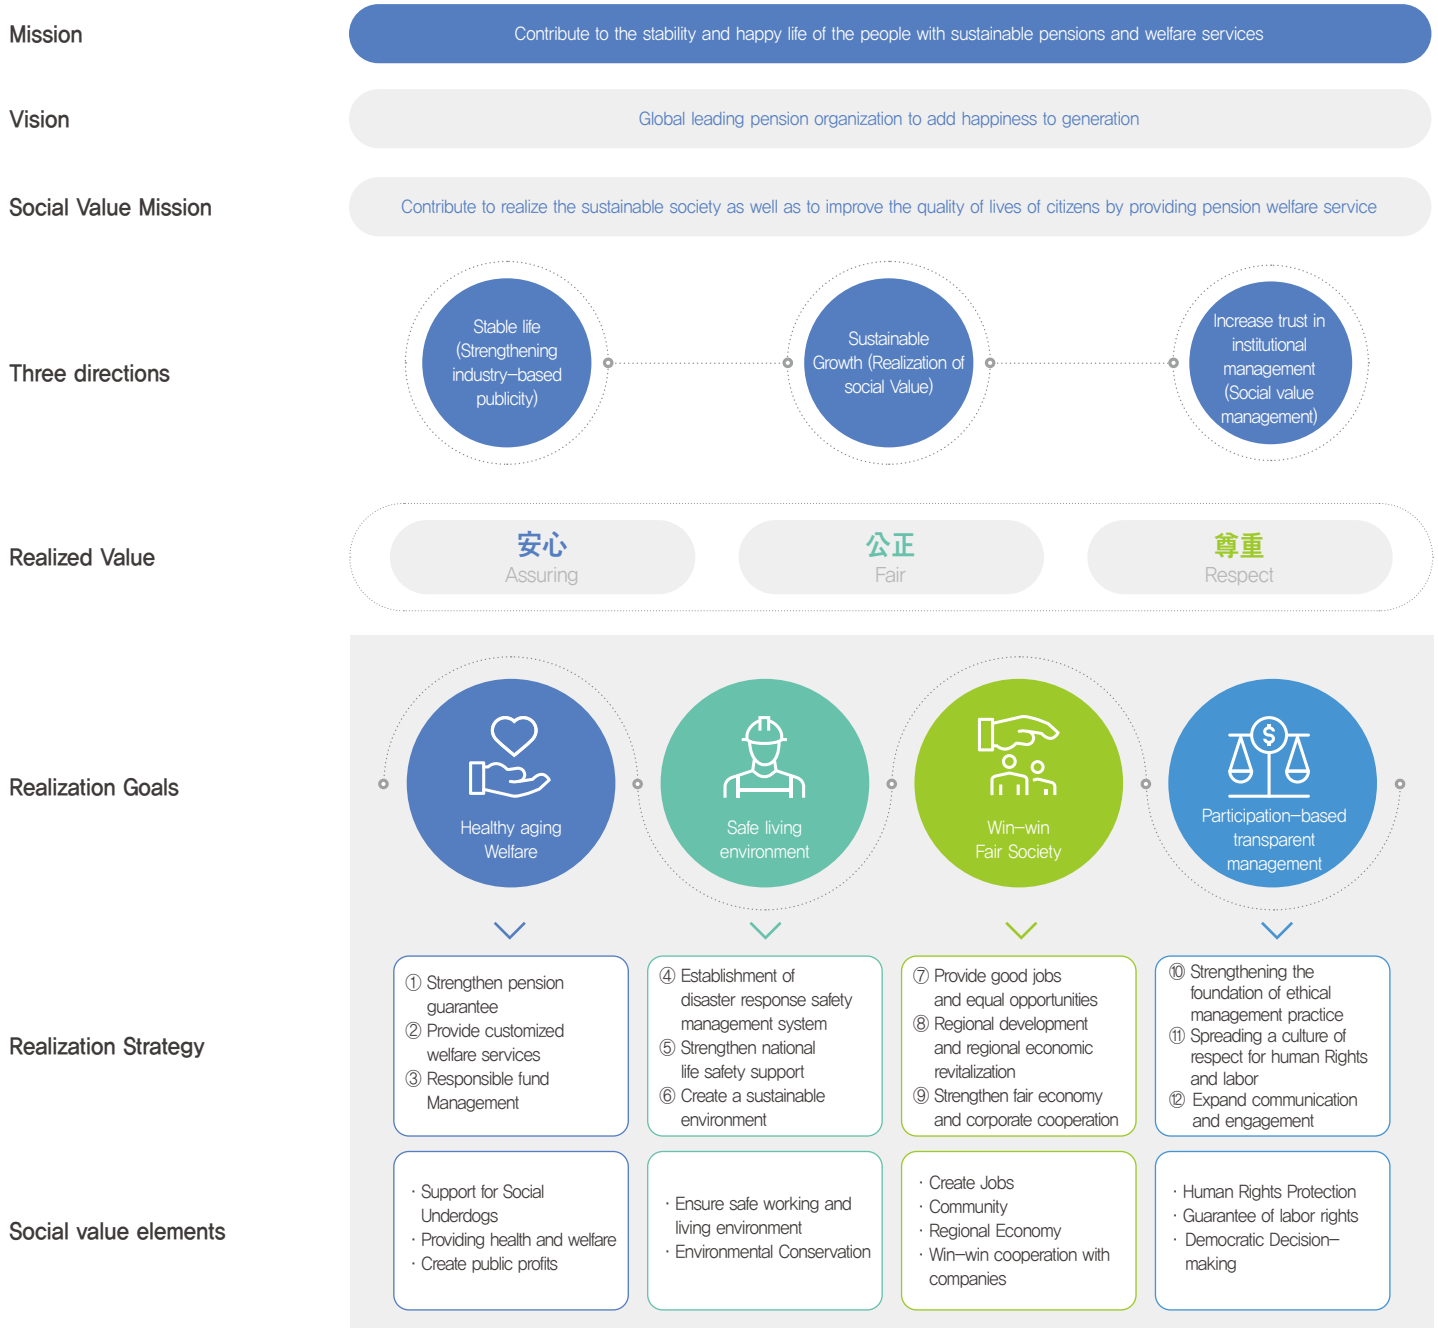 Mission
Contribute to the stability and happy life of the people with sustainable pensions and welfare services
Vision
Global leading pension organization to add happiness to generation
Social Value Mission
Contribute to realize the sustainable society as well as to improve the quality of lives of citizens by providing pension welfare service
Three directions
Stable life
(Strengthening
industry-based
publicity)
Sustainable
Growth (Realization of
social Value)
Increase trust in
institutional
management
(Social value
management)
Realized Value
安心
Assuring
公正
Fair
尊重
Respect
Realization Goals
Healthy aging
Welfare
Safe living
environment
$
Win-win
Fair Society
Participation-based
transparent
management
Realization Strategy
① Strengthen pension
guarantee
② Provide customized
welfare services
③ Responsible fund
Management
④ Establishment of
disaster response safety
management system
⑤ Strengthen national
life safety support
⑥ Create a sustainable
environment
⑦ Provide good jobs
and equal opportunities
⑧ Regional development
and regional economic
revitalization
⑨ Strengthen fair economy
and corporate cooperation
⑩ Strengthening the
foundation of ethical
management practice
⑪ Spreading a culture of
respect for human Rights
and labor
⑫ Expand communication
and engagement
Social value elements
· Support for Social
Underdogs
· Providing health and welfare
· Create public profits
· Ensure safe working and
living environment
· Environmental Conservation
· Create Jobs
· Community
· Regional Economy
· Win-win cooperation with
companies
· Human Rights Protection
· Guarantee of labor rights
· Democratic Decision-
making